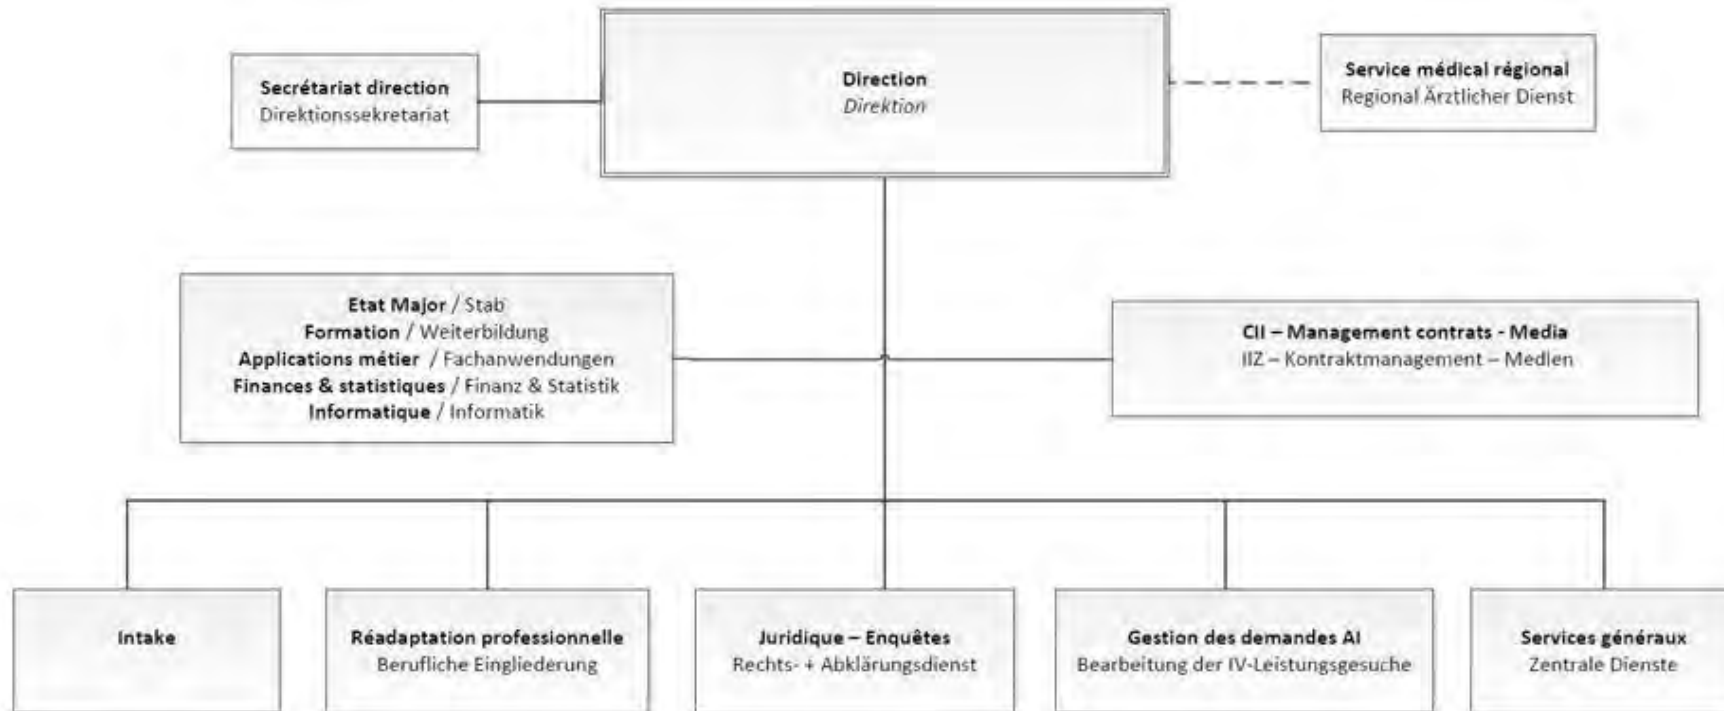 Secrétariat direction
Direktionssekretariat
Direction
Direktion
Service médical régional
Regional Ärztlicher Dienst
Etat Major / Stab
Formation / Weiterbildung
Applications métier / Fachanwendungen
Finances & statistiques / Finanz & Statistik
Informatique / Informatik
CII – Management contrats - Media
IIZ – Kontraktmanagement – Medien
Intake
Réadaptation professionnelle
Berufliche Eingliederung
Juridique – Enquêtes
Rechts- + Abklärungsdienst
Gestion des demandes AI
Bearbeitung der IV-Leistungsgesuche
Services généraux
Zentrale Dienste